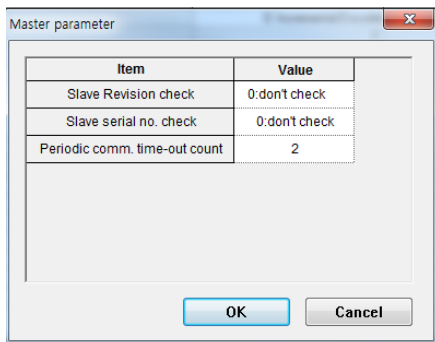 Master parameter
Item Value
Slave Revision check 0:don't check
Slave serial no. check 0:don't check
Periodic comm. time-out count 2
OK Cancel